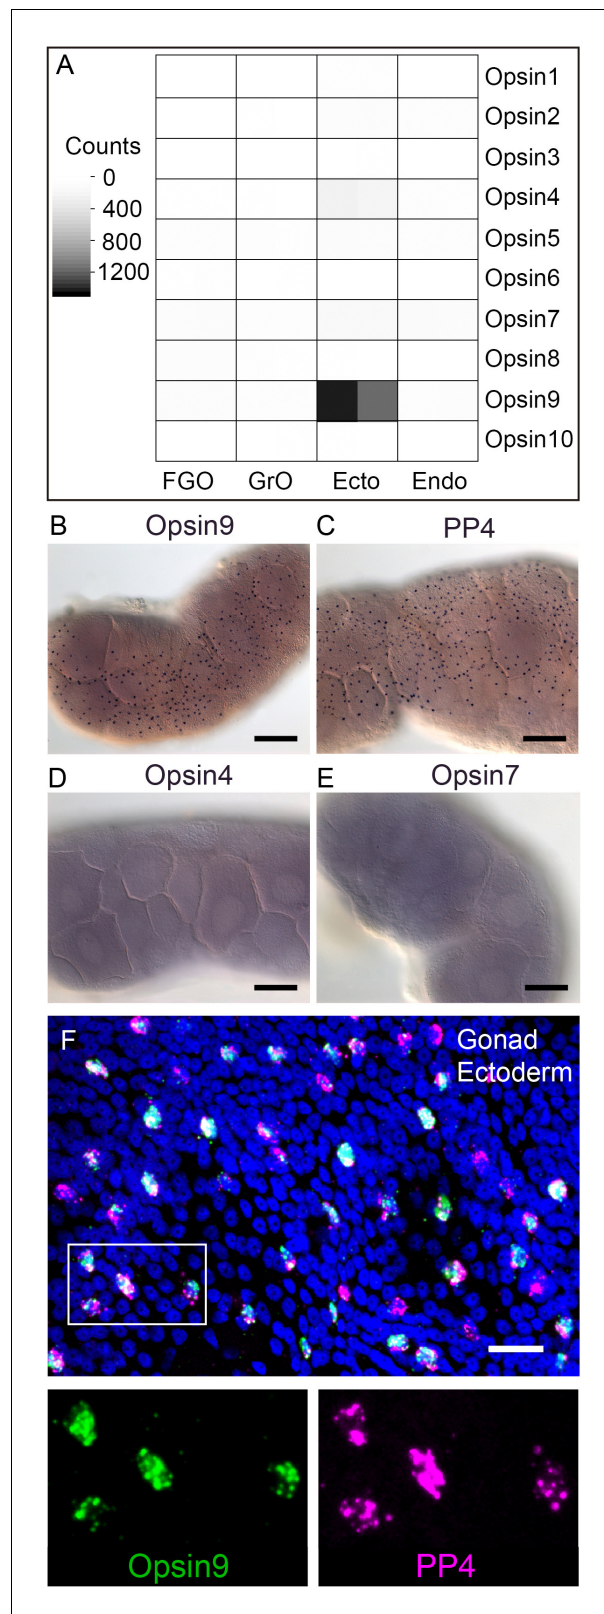 A
Counts
0
400
800
1200
Opsin1
Opsin2
Opsin3
Opsin4
Opsin5
Opsin6
Opsin7
Opsin8
Opsin9
Opsin10
FGO GrO Ecto Endo
B Opsin9
C PP4
D Opsin4
E Opsin7
F Gonad
Ectoderm
Opsin9
PP4